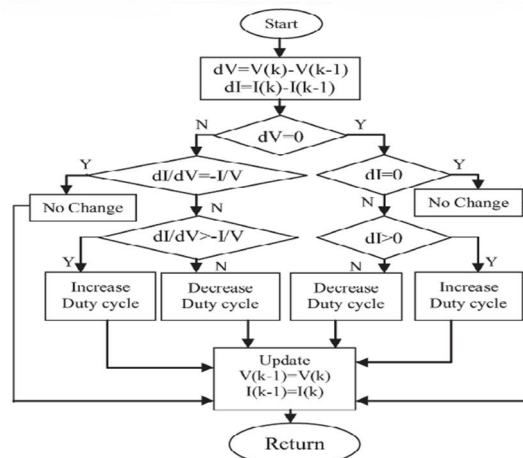 Start
dV=V(k)-V(k-1)
dI=I(k)-I(k-1)
N
dV=0
Y
Y
dI/dV=-I/V
dI=0
Y
No Change
N
N
No Change
dI/dV>-I/V
dI>0
Y
N
N
Y
Increase
Duty cycle
Decrease
Duty cycle
Decrease
Duty cycle
Increase
Duty cycle
Update
V(k-1)=V(k)
I(k-1)=I(k)
Return